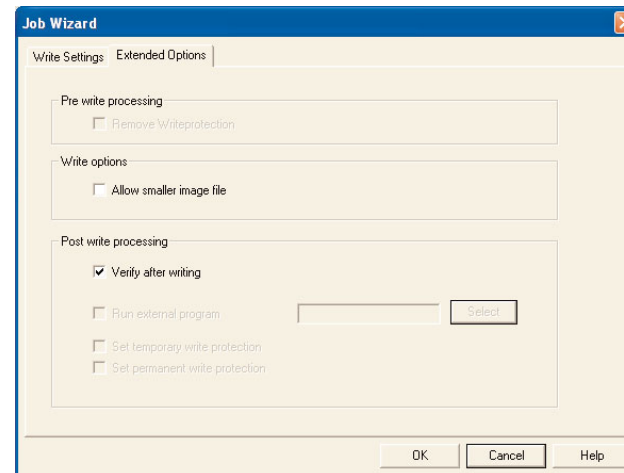 Job Wizard
Write Settings Extended Options
Pre write processing
Remove Writeprotection
Write options
Allow smaller image file
Post write processing
Verify after writing
Run external program Select
Set temporary write protection
Set permanent write protection
OK Cancel Help